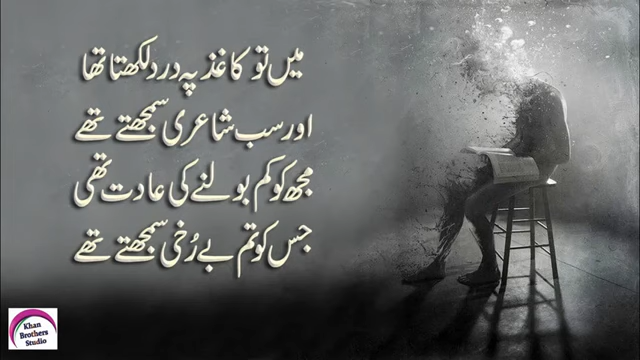 میں تو کاغذ پہ درد لکھتا تھا
اور سب شاعری سمجھتے تھے
مجھ کو کم بولنے کی عادت تھی
جس کو تم بے رُخی سمجھتے تھے
Khan
Brothers
Studio